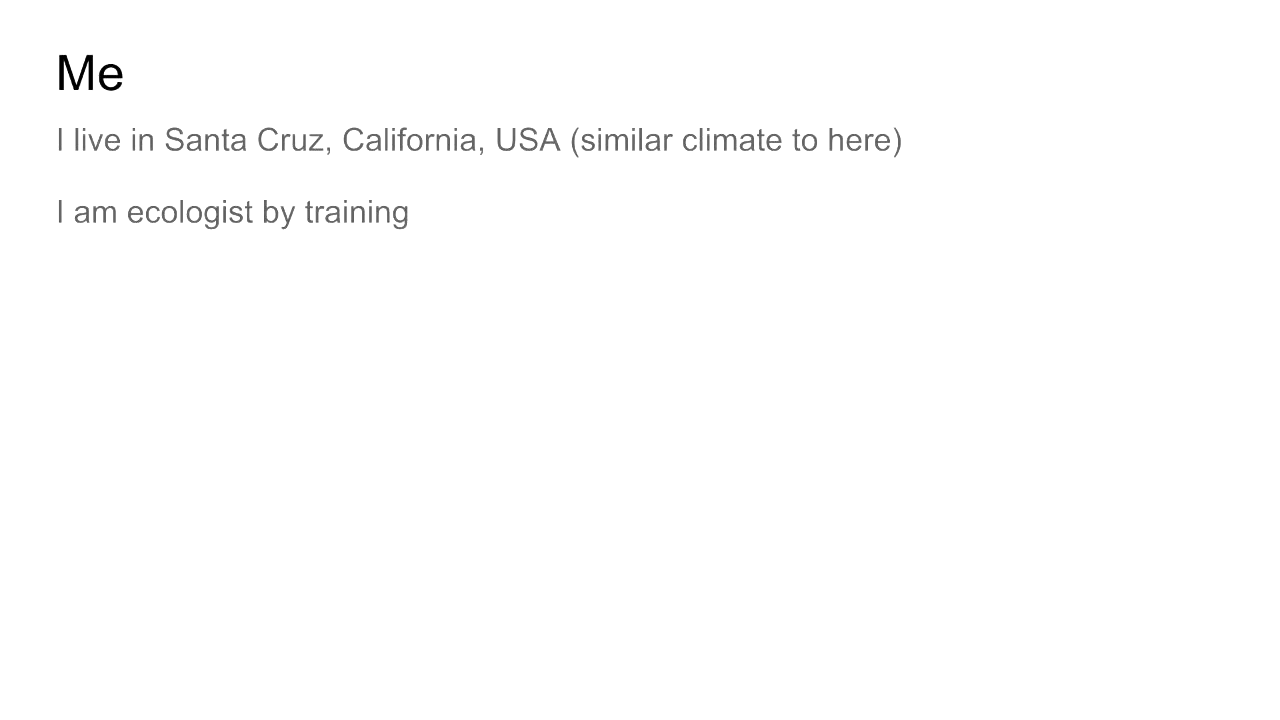 Me
I live in Santa Cruz, California, USA (similar climate to here)
I am ecologist by training